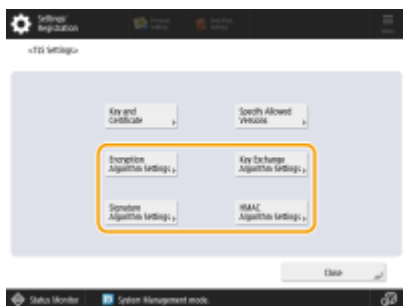 Settings/
Registration
<TLS Settings>
Key and
Certificate
Specify Allowed
Versions
Encryption
Algorithm Settings
Key Exchange
Algorithm Settings
Signature
Algorithm Settings
HMAC
Algorithm Settings
Close
Status Monitor
System Management mode.